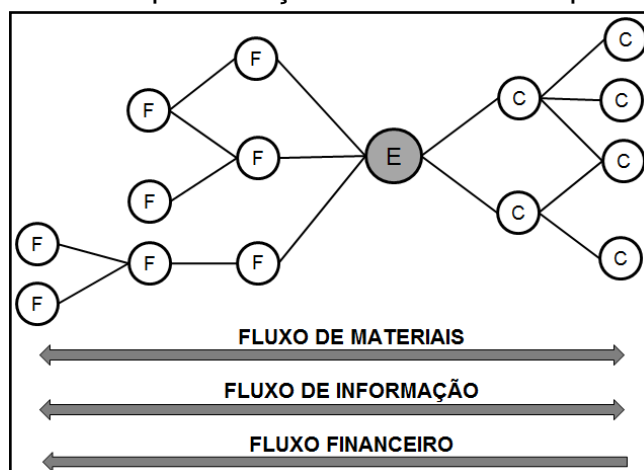 C
F
F C C
F E C
F C
F F F C
F
FLUXO DE MATERIAIS
FLUXO DE INFORMAÇÃO
FLUXO FINANCEIRO